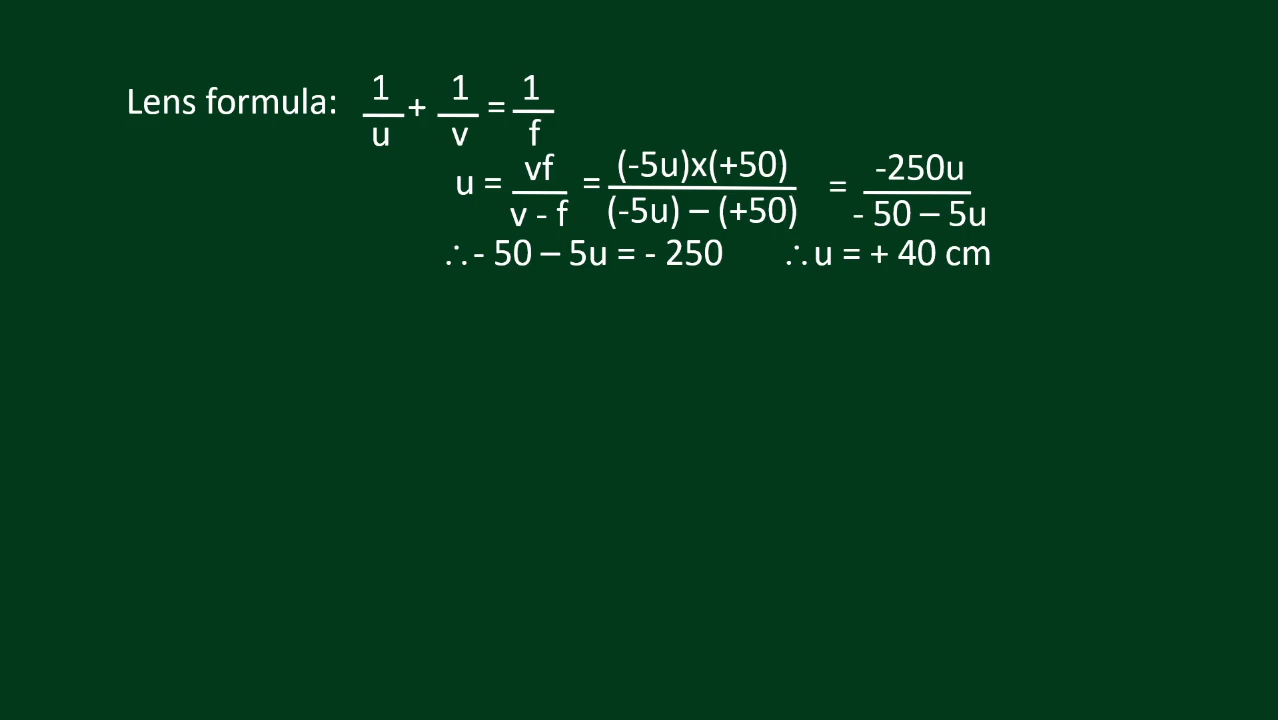 Lens formula: 1/u + 1/v = 1/f
u = vf/v - f = (-5u)x(+50)/(-5u) – (+50) = -250u/- 50 – 5u
∴- 50 – 5u = - 250 ∴u = + 40 cm